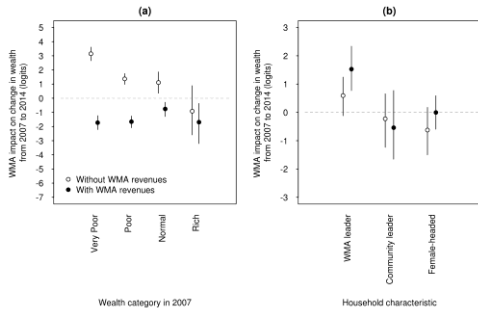 (a)
WMA impact on change in wealth
from 2007 to 2014 (logits)
5
4
3
2
1
0
-1
-2
-3
-4
-5
-6
-7
Without WMA revenues
With WMA revenues
Very Poor
Poor
Normal
Rich
Wealth category in 2007
(b)
WMA impact on change in wealth
from 2007 to 2014 (logits)
3
2
1
0
-1
-2
-3
WMA leader
Community leader
Female-headed
Household characteristic